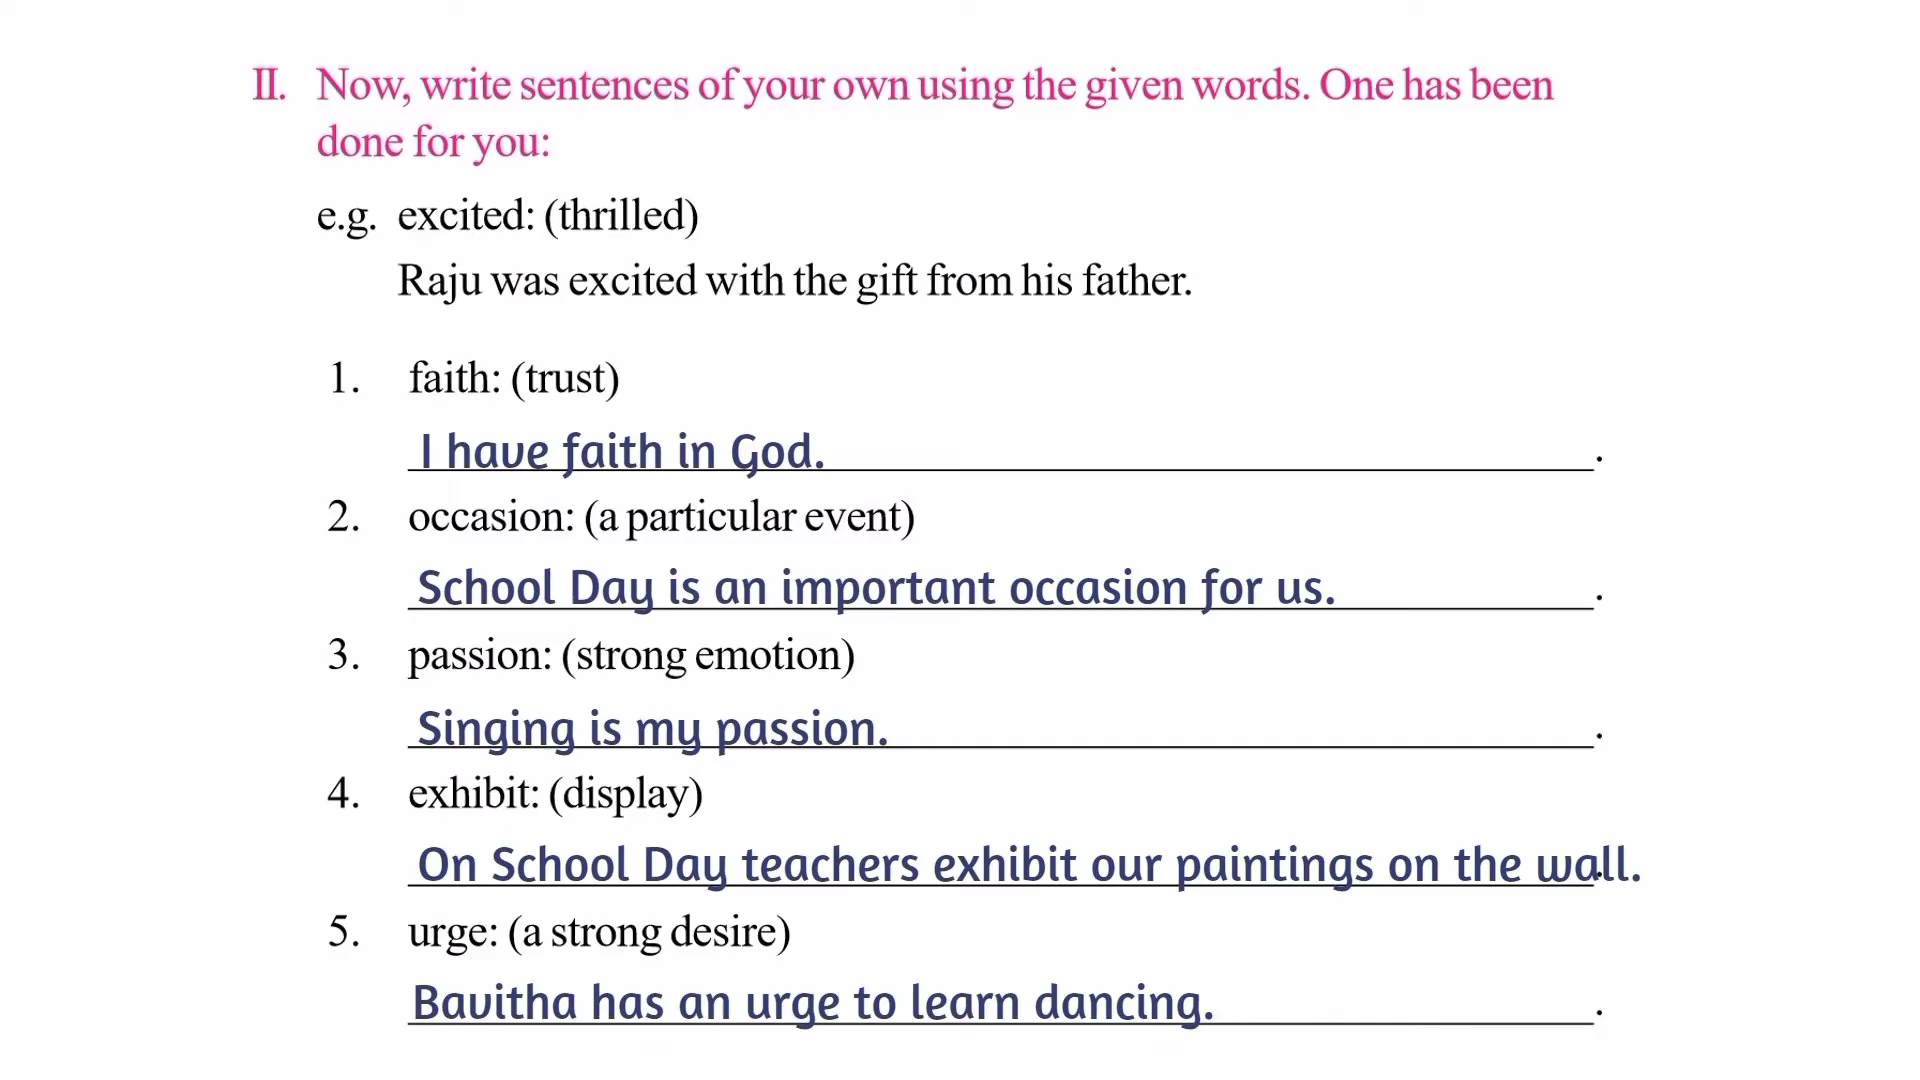 II. Now, write sentences of your own using the given words. One has been
done for you:
e.g. excited: (thrilled)
Raju was excited with the gift from his father.
1. faith: (trust)
I have faith in God. .
2. occasion: (a particular event)
School Day is an important occasion for us. .
3. passion: (strong emotion)
Singing is my passion. .
4. exhibit: (display)
On School Day teachers exhibit our paintings on the wall. .
5. urge: (a strong desire)
Bavitha has an urge to learn dancing. .